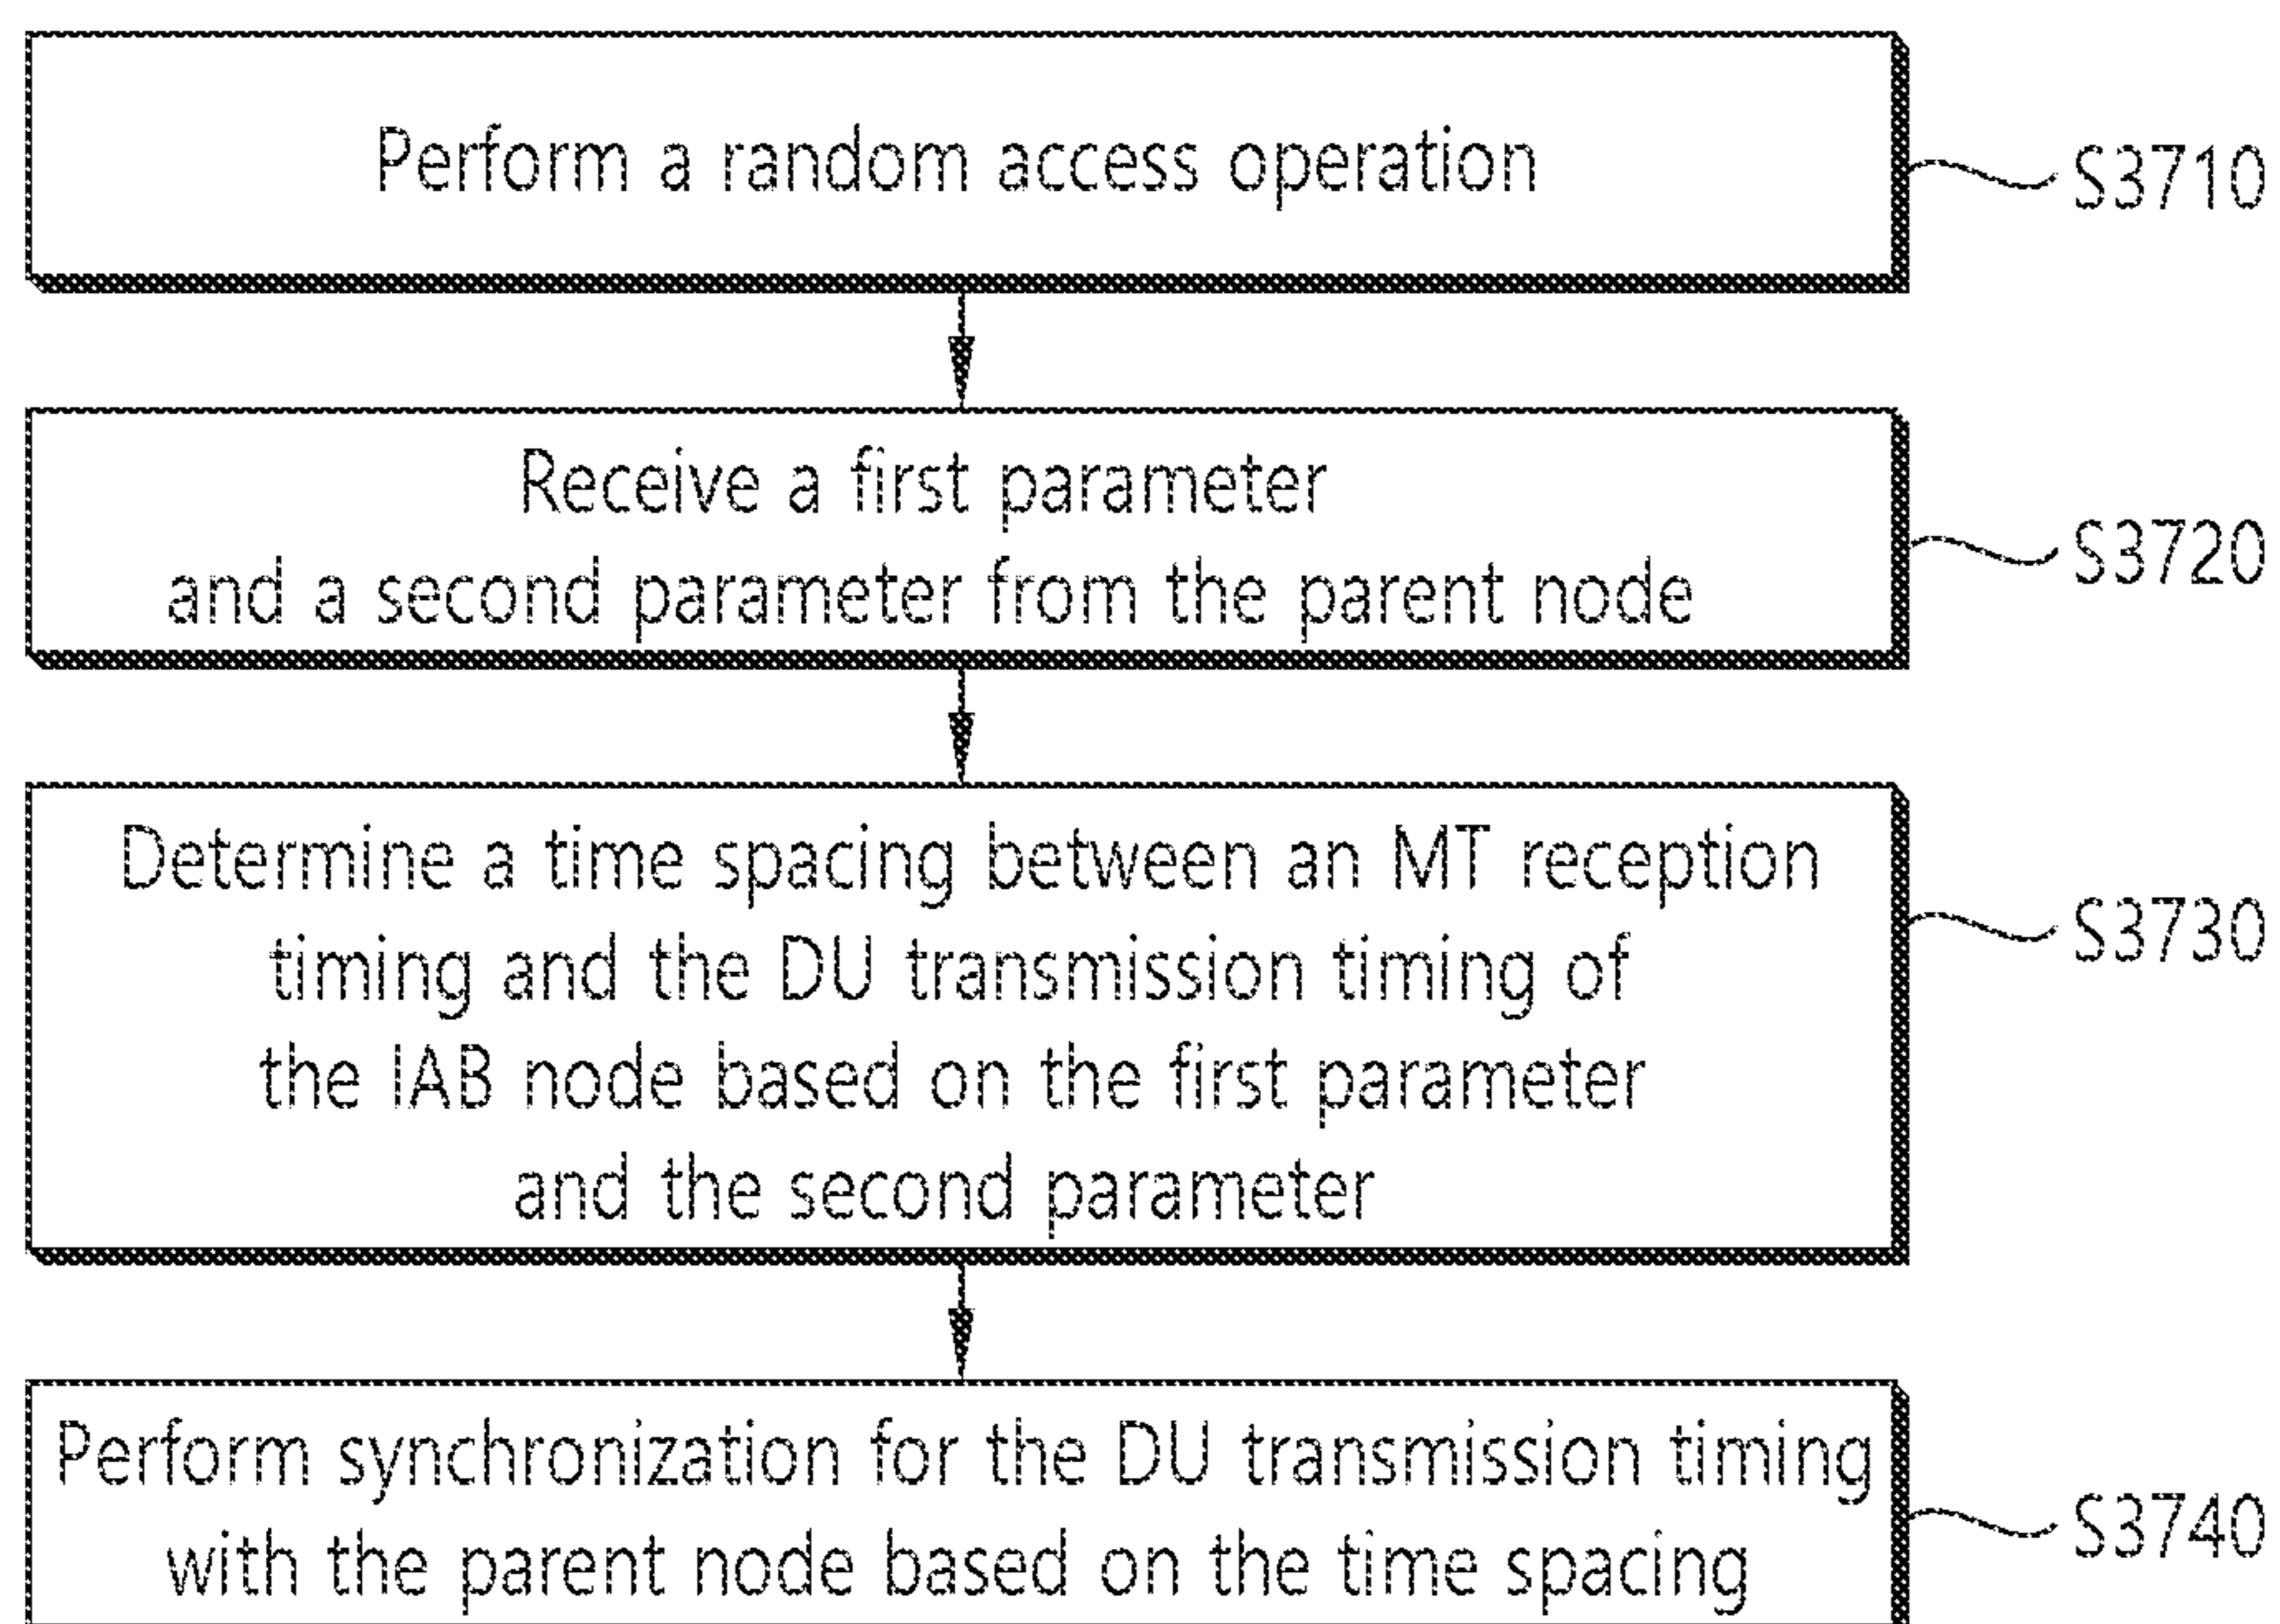 Perform a random access operation
S3710
Receive a first parameter
and a second parameter from the parent node
S3720
Determine a time spacing between an MT reception
timing and the DU transmission timing of
the IAB node based on the first parameter
and the second parameter
S3730
Perform synchronization for the DU transmission timing
with the parent node based on the time spacing
S3740